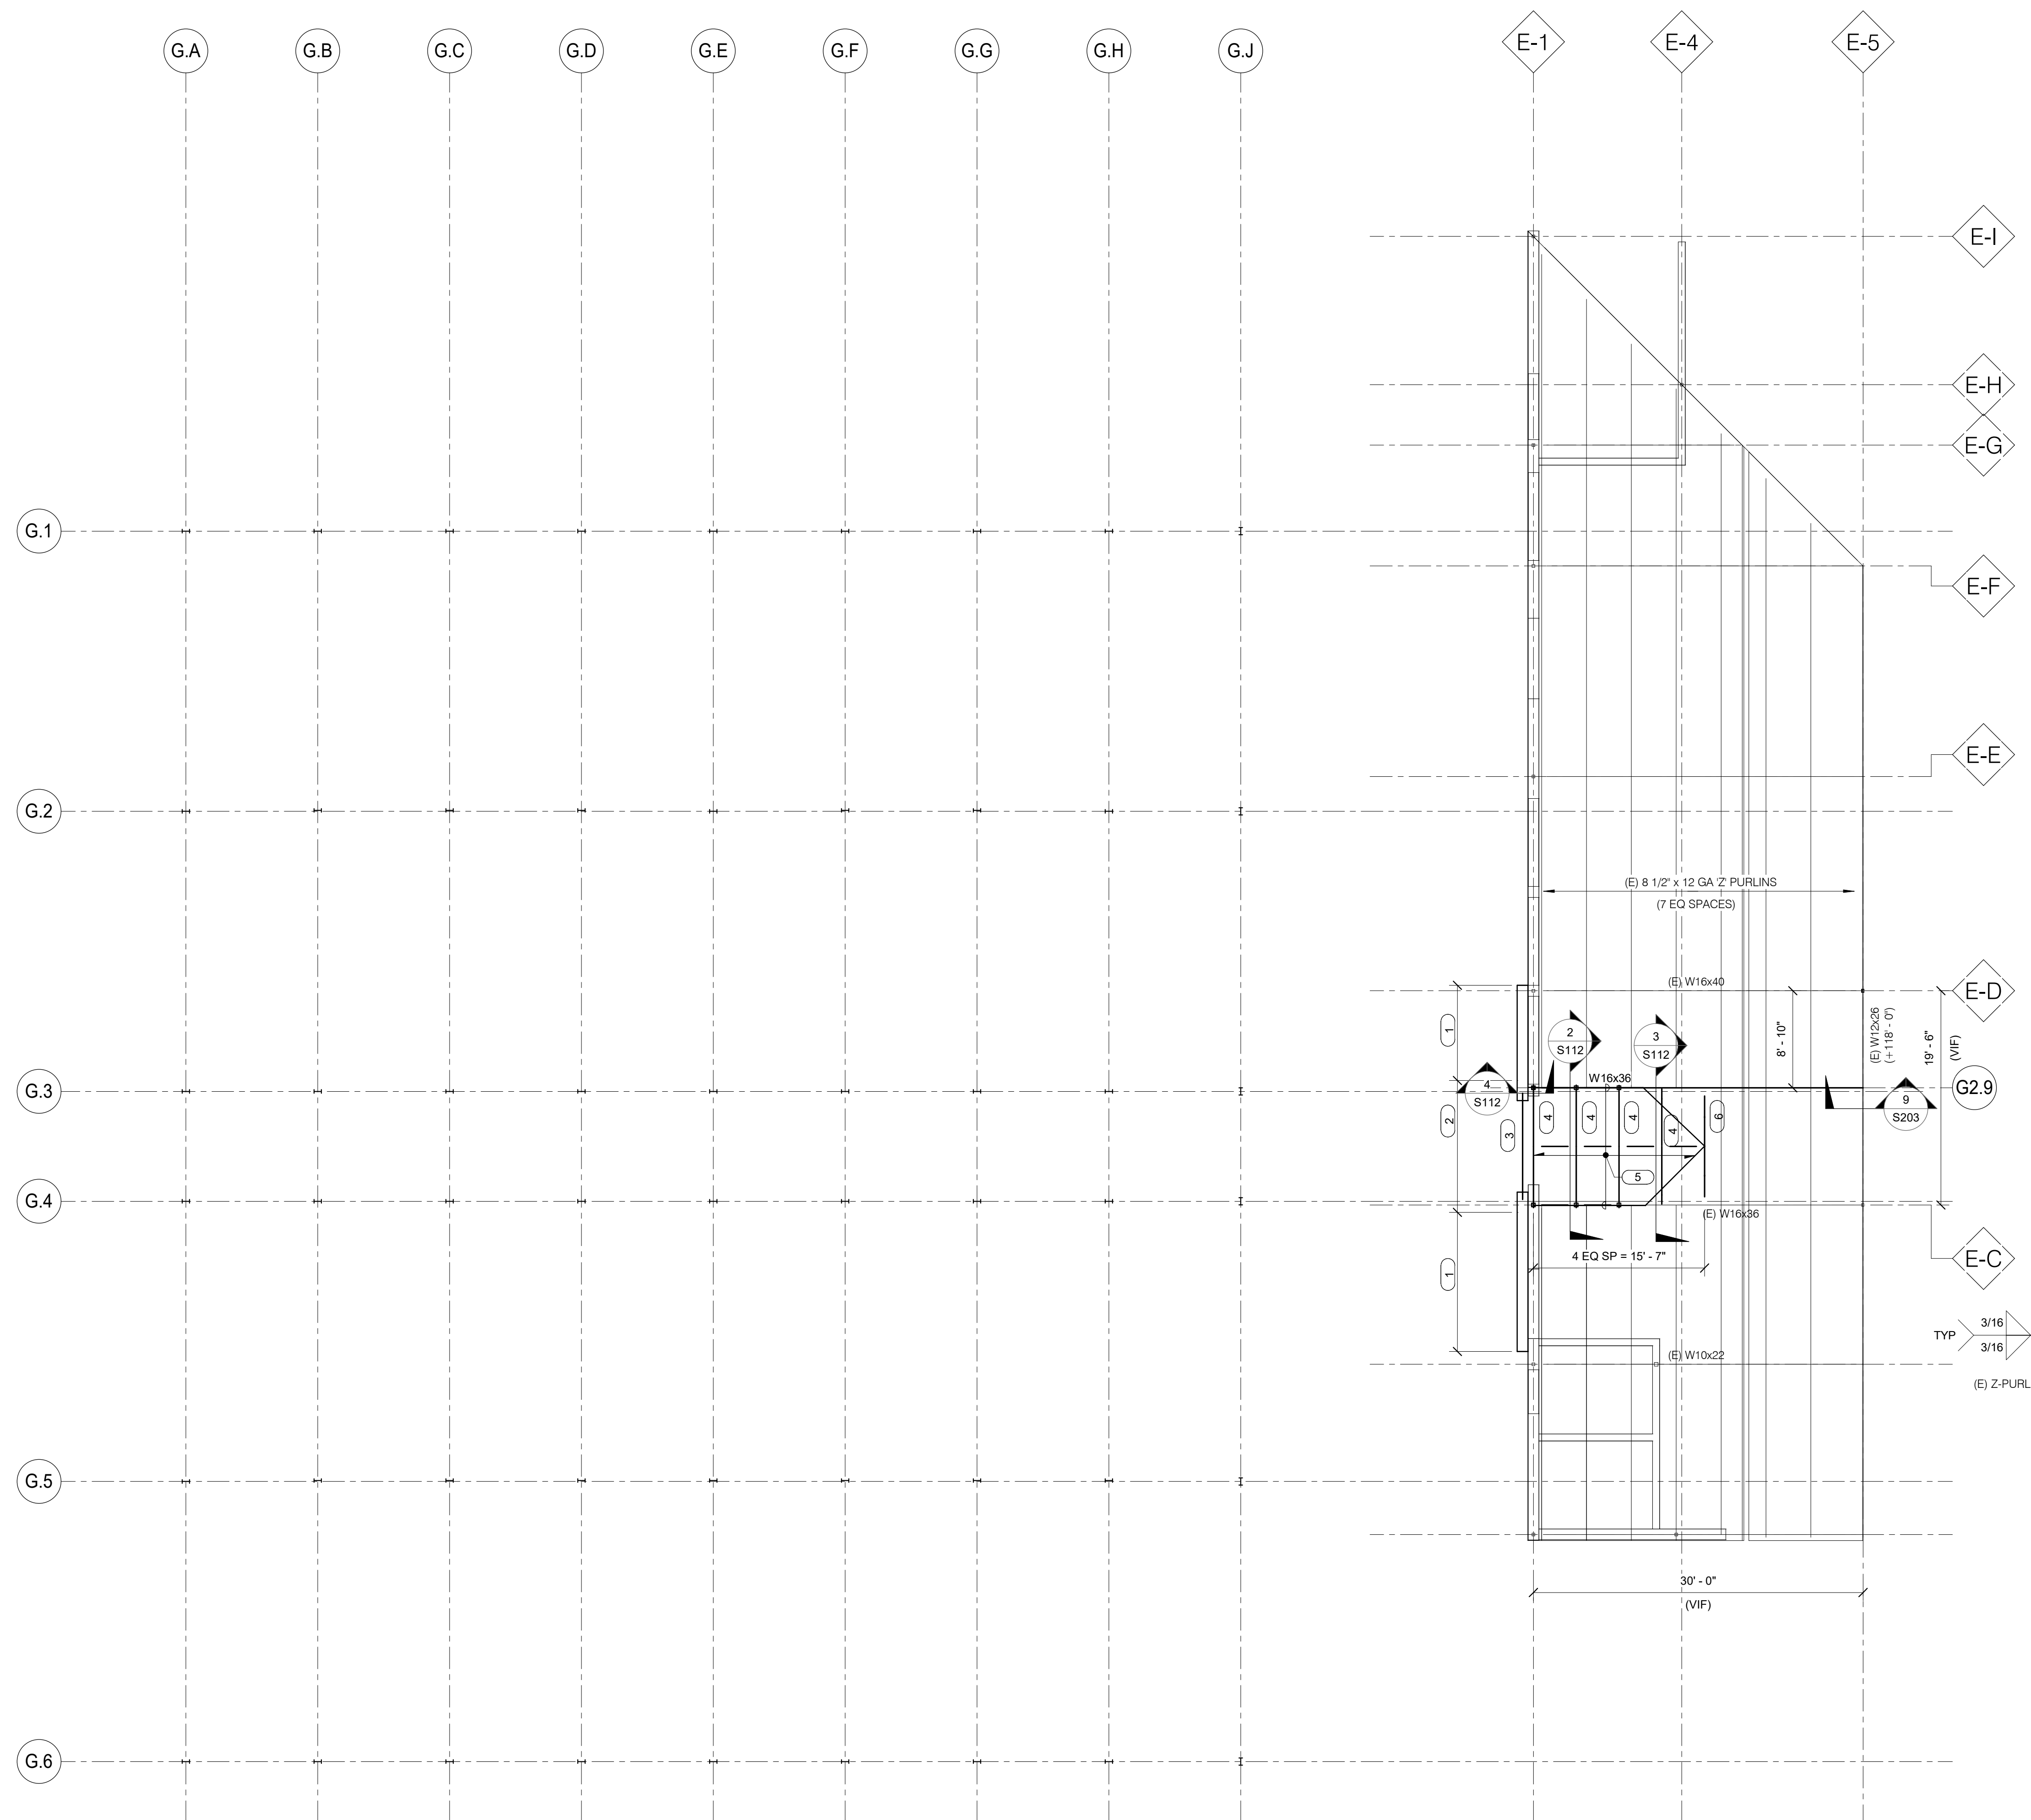 G.A
G.B
G.C
G.D
G.E
G.F
G.G
G.H
G.J
E-1
E-4
E-5
E-I
E-H
E-G
G.1
E-F
E-E
G.2
(E) 8 1/2" x 12 GA 'Z' PURLINS
(7 EQ SPACES)
(E) W16x40
E-D
1
2
S112
3
S112
8' - 10"
(E) W12x26
(+118' - 0")
19' - 6"
(VIF)
G.3
4
S112
W16x36
G2.9
9
S203
2
3
4
4
4
4
6
5
G.4
(E) W16x36
4 EQ SP = 15' - 7"
E-C
1
TYP
3/16
3/16
(E) W10x22
(E) Z-PURL
G.5
30' - 0"
(VIF)
G.6